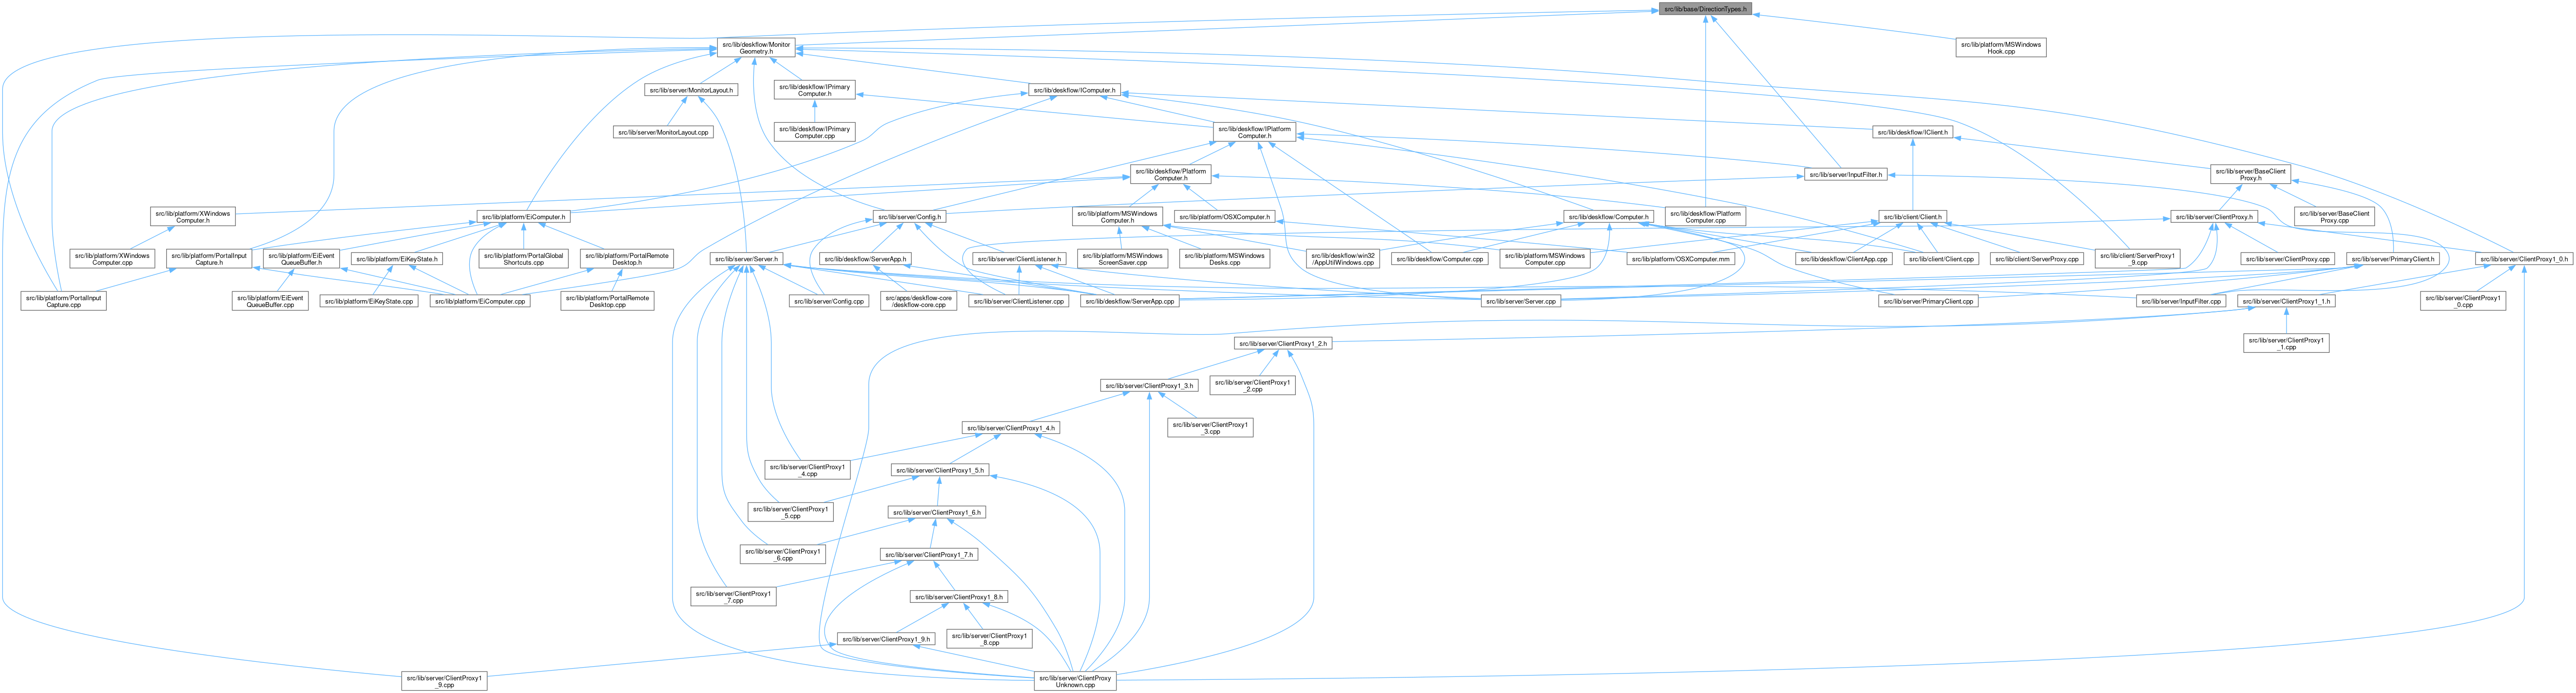 src/lib/base/DirectionTypes.h
src/lib/deskflow/Monitor
Geometry.h
src/lib/platform/MSWindows
Hook.cpp
src/lib/server/MonitorLayout.h
src/lib/deskflow/IPrimary
Computer.h
src/lib/deskflow/IComputer.h
src/lib/server/MonitorLayout.cpp
src/lib/deskflow/IPrimary
Computer.cpp
src/lib/deskflow/IPlatform
Computer.h
src/lib/deskflow/IClient.h
src/lib/deskflow/Platform
Computer.h
src/lib/server/InputFilter.h
src/lib/server/BaseClient
Proxy.h
src/lib/platform/XWindows
Computer.h
src/lib/platform/EiComputer.h
src/lib/server/Config.h
src/lib/platform/MSWindows
Computer.h
src/lib/platform/OSXComputer.h
src/lib/deskflow/Computer.h
src/lib/deskflow/Platform
Computer.cpp
src/lib/client/Client.h
src/lib/server/ClientProxy.h
src/lib/server/BaseClient
Proxy.cpp
src/lib/platform/XWindows
Computer.cpp
src/lib/platform/PortalInput
Capture.h
src/lib/platform/EiEvent
QueueBuffer.h
src/lib/platform/EiKeyState.h
src/lib/platform/PortalGlobal
Shortcuts.cpp
src/lib/platform/PortalRemote
Desktop.h
src/lib/server/Server.h
src/lib/deskflow/ServerApp.h
src/lib/server/ClientListener.h
src/lib/platform/MSWindows
ScreenSaver.cpp
src/lib/platform/MSWindows
Desks.cpp
src/lib/deskflow/win32
/AppUtilWindows.cpp
src/lib/deskflow/Computer.cpp
src/lib/platform/MSWindows
Computer.cpp
src/lib/platform/OSXComputer.mm
src/lib/deskflow/ClientApp.cpp
src/lib/client/Client.cpp
src/lib/client/ServerProxy.cpp
src/lib/client/ServerProxy1
_9.cpp
src/lib/server/ClientProxy.cpp
src/lib/server/PrimaryClient.h
src/lib/server/ClientProxy1_0.h
src/lib/platform/PortalInput
Capture.cpp
src/lib/platform/EiEvent
QueueBuffer.cpp
src/lib/platform/EiKeyState.cpp
src/lib/platform/EiComputer.cpp
src/lib/platform/PortalRemote
Desktop.cpp
src/lib/server/Config.cpp
src/apps/deskflow-core
/deskflow-core.cpp
src/lib/server/ClientListener.cpp
src/lib/deskflow/ServerApp.cpp
src/lib/server/Server.cpp
src/lib/server/PrimaryClient.cpp
src/lib/server/InputFilter.cpp
src/lib/server/ClientProxy1_1.h
src/lib/server/ClientProxy1
_0.cpp
src/lib/server/ClientProxy1_2.h
src/lib/server/ClientProxy1
_1.cpp
src/lib/server/ClientProxy1_3.h
src/lib/server/ClientProxy1
_2.cpp
src/lib/server/ClientProxy1_4.h
src/lib/server/ClientProxy1
_3.cpp
src/lib/server/ClientProxy1
_4.cpp
src/lib/server/ClientProxy1_5.h
src/lib/server/ClientProxy1
_5.cpp
src/lib/server/ClientProxy1_6.h
src/lib/server/ClientProxy1
_6.cpp
src/lib/server/ClientProxy1_7.h
src/lib/server/ClientProxy1
_7.cpp
src/lib/server/ClientProxy1_8.h
src/lib/server/ClientProxy1_9.h
src/lib/server/ClientProxy1
_8.cpp
src/lib/server/ClientProxy1
_9.cpp
src/lib/server/ClientProxy
Unknown.cpp